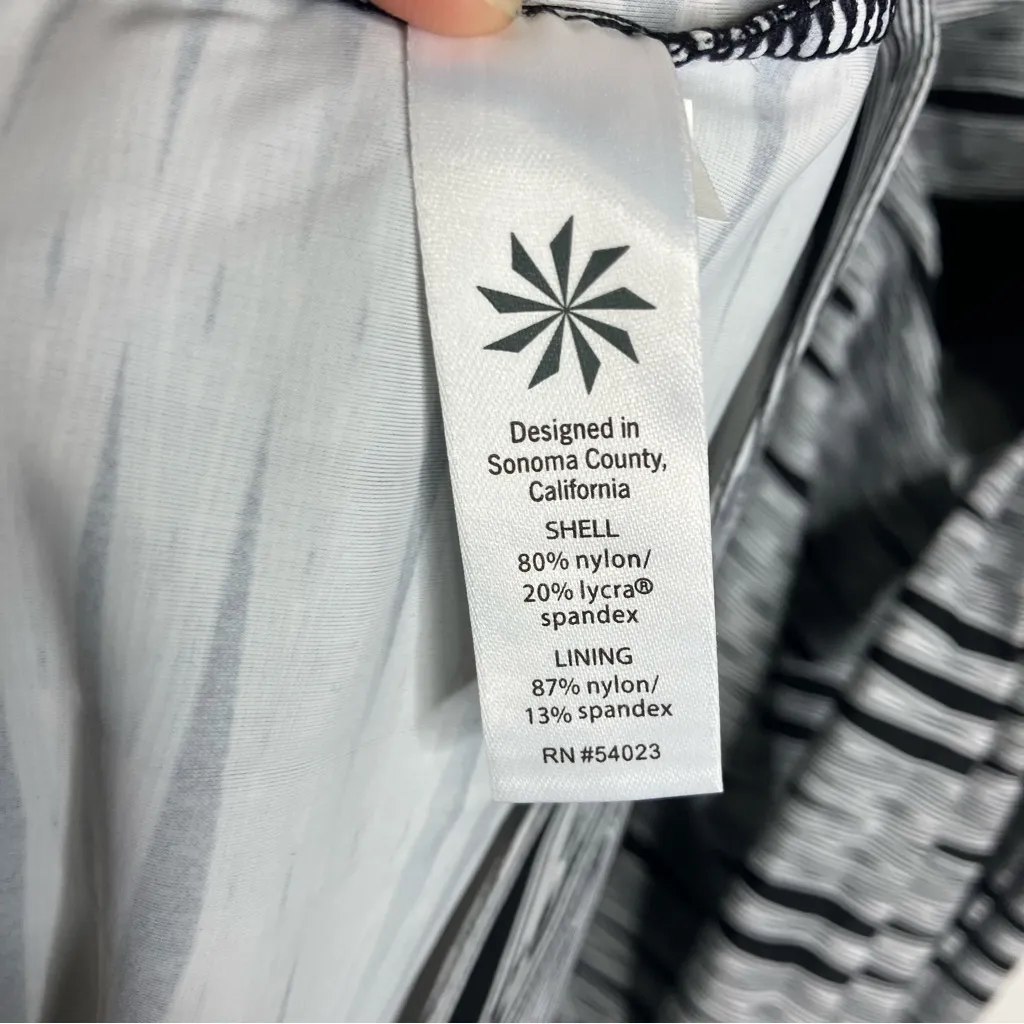 Designed in
Sonoma County,
California
SHELL
80% nylon/
20% lycra®
spandex
LINING
87% nylon/
13% spandex
RN #54023